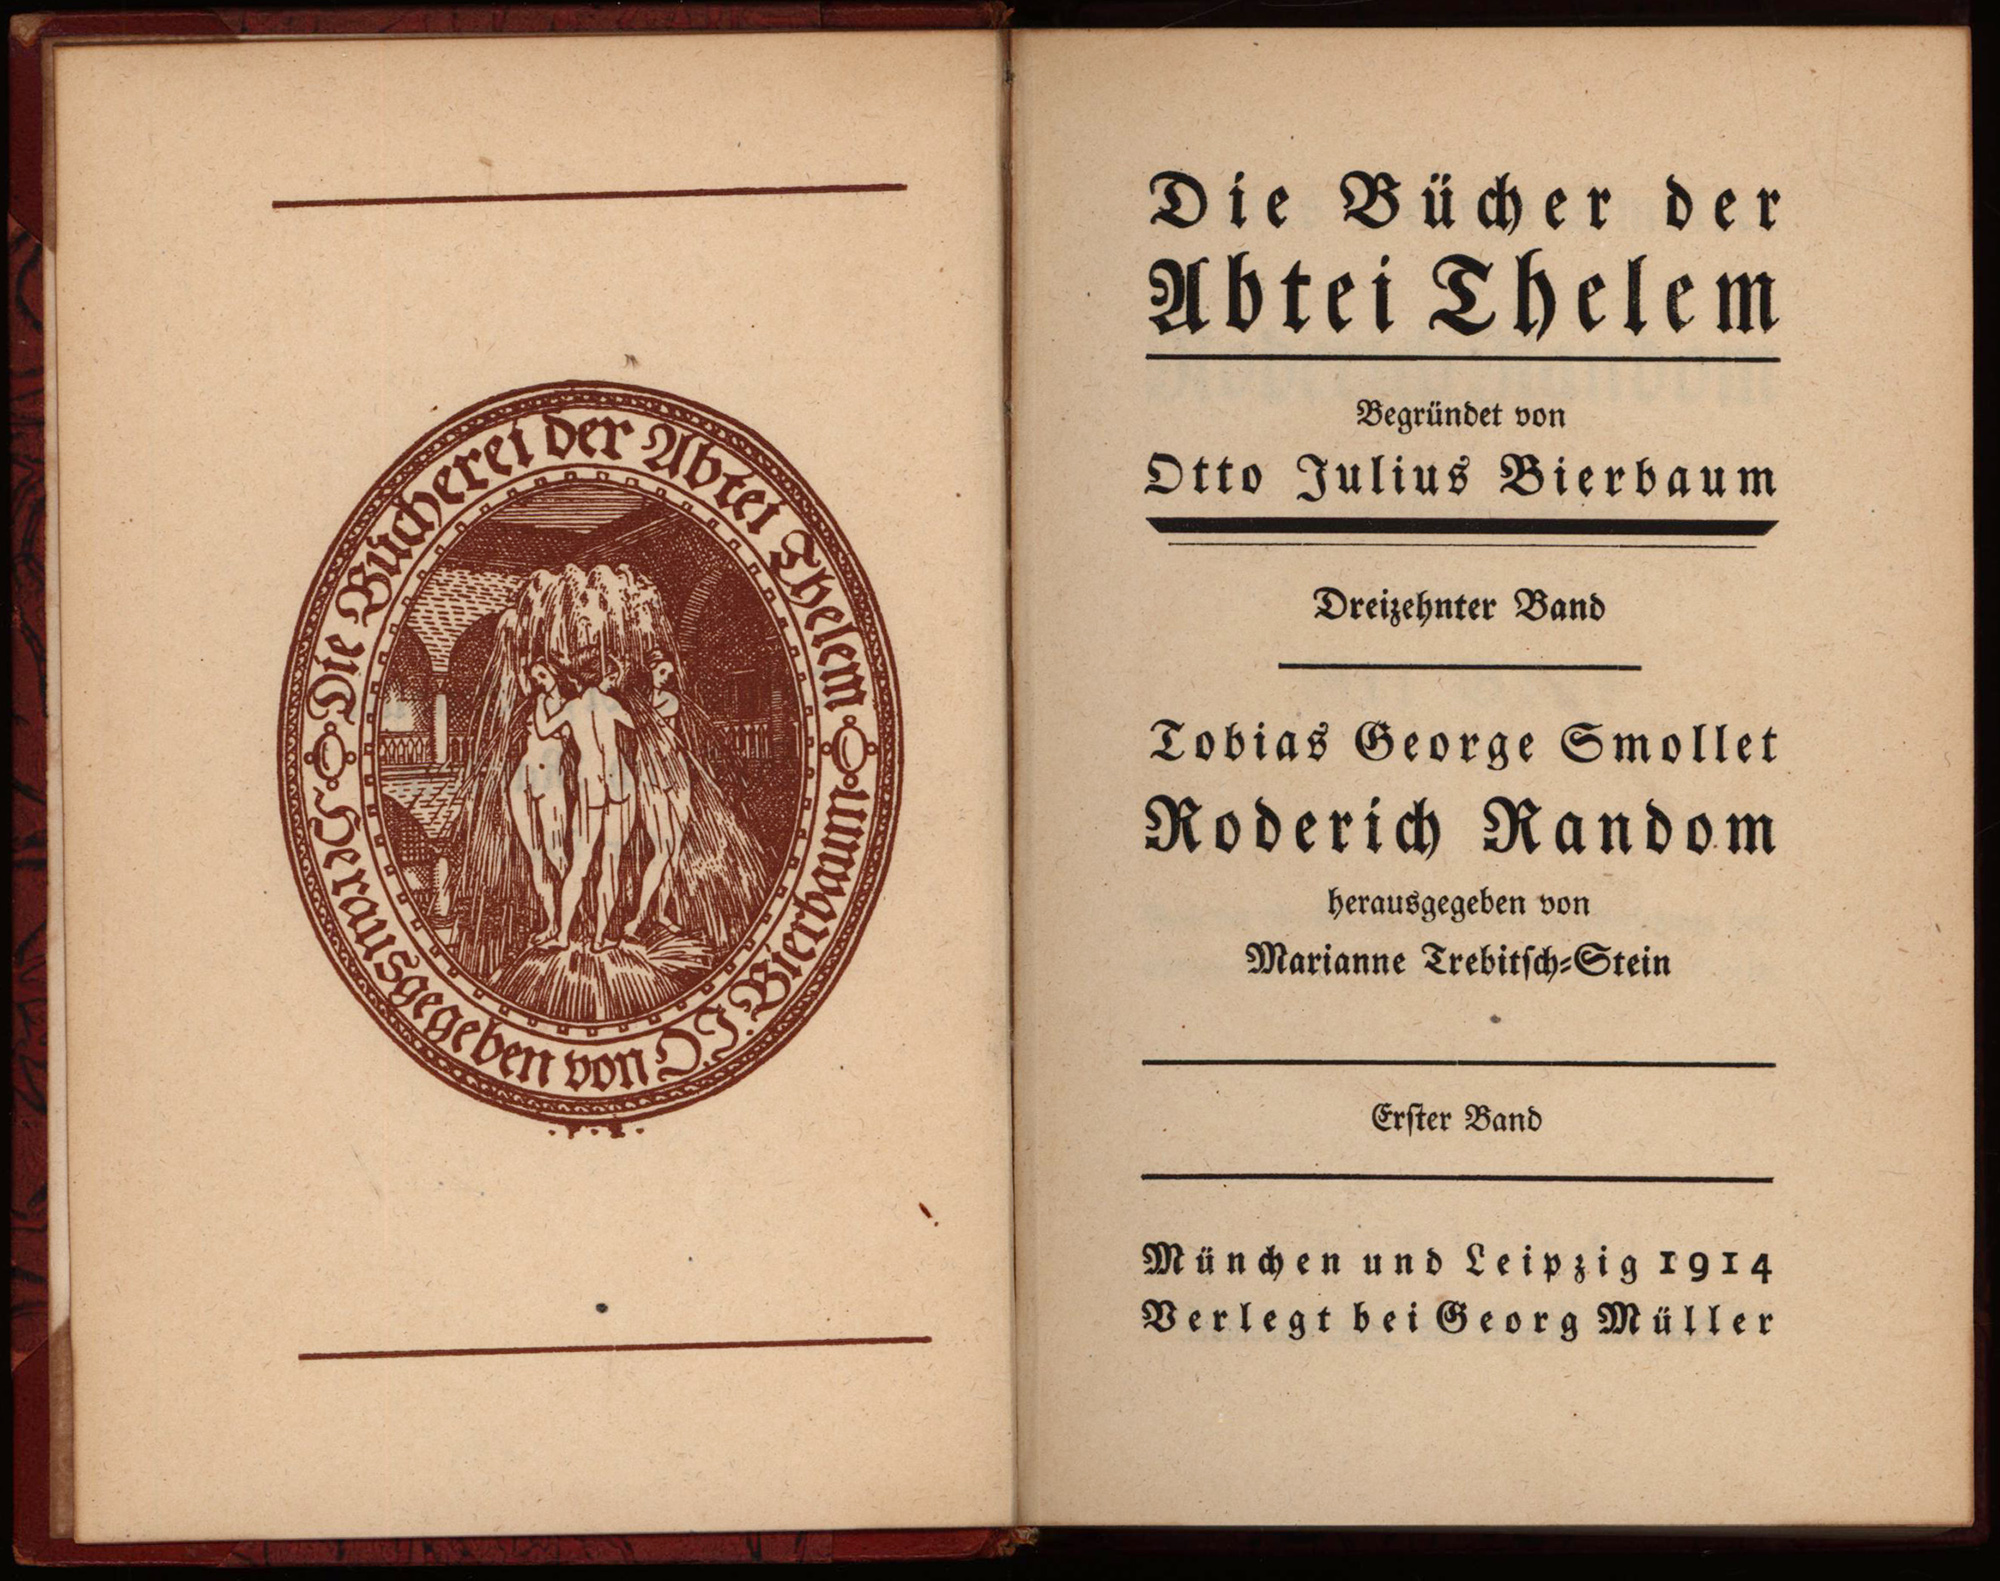 Die Bücherei der Abtei Thelem
Herausgegeben von O.J. Bierbaum
Die Bücher der
Abtei Thelem
Begründet von
Otto Julius Bierbaum
Dreizehnter Band
Tobias George Smollet
Roderich Random
herausgegeben von
Marianne Trebitsch-Stein
Erster Band
München und Leipzig 1914
Verlegt bei Georg Müller